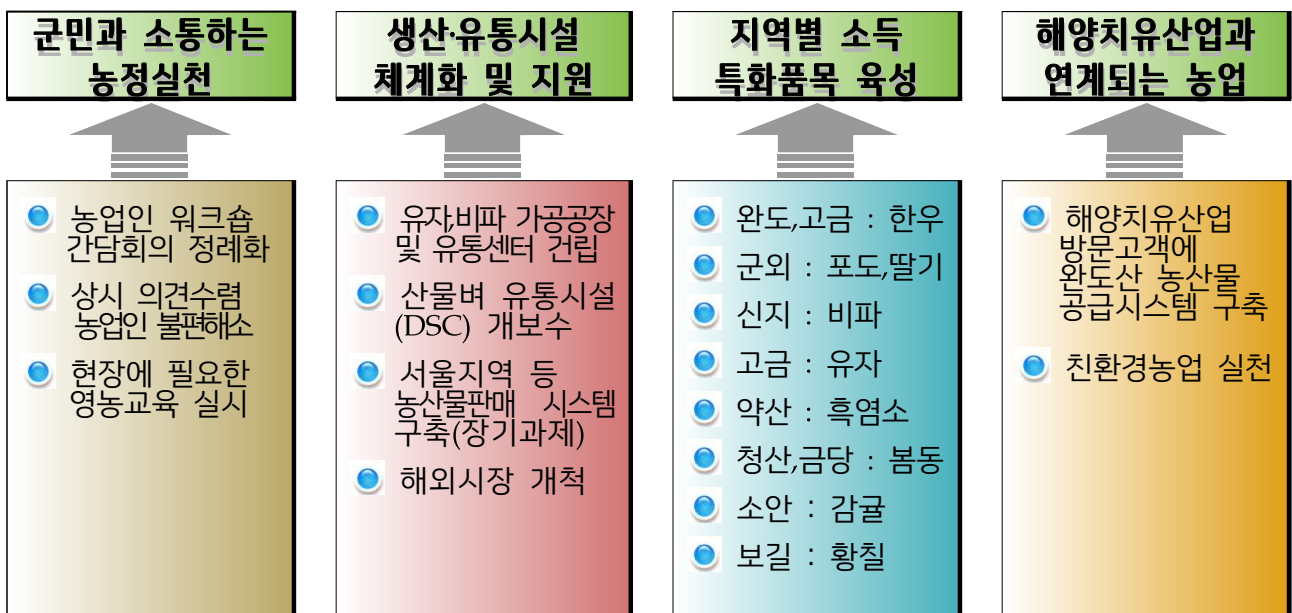 군민과 소통하는
농정실천
농업인 워크숍
간담회의 정례화
상시 의견수렴
농업인 불편해소
현장에 필요한
영농교육 실시
생산·유통시설
체계화 및 지원
유자,비파 가공공장
및 유통센터 건립
산물벼 유통시설
(DSC) 개보수
서울지역 등
농산물판매 시스템
구축(장기과제)
해외시장 개척
지역별 소득
특화품목 육성
완도,고금 : 한우
군외 : 포도,딸기
신지 : 비파
고금 : 유자
약산 : 흑염소
청산,금당 : 봄동
소안 : 감귤
보길 : 황칠
해양치유산업과
연계되는 농업
해양치유산업
방문고객에
완도산 농산물
공급시스템 구축
친환경농업 실천